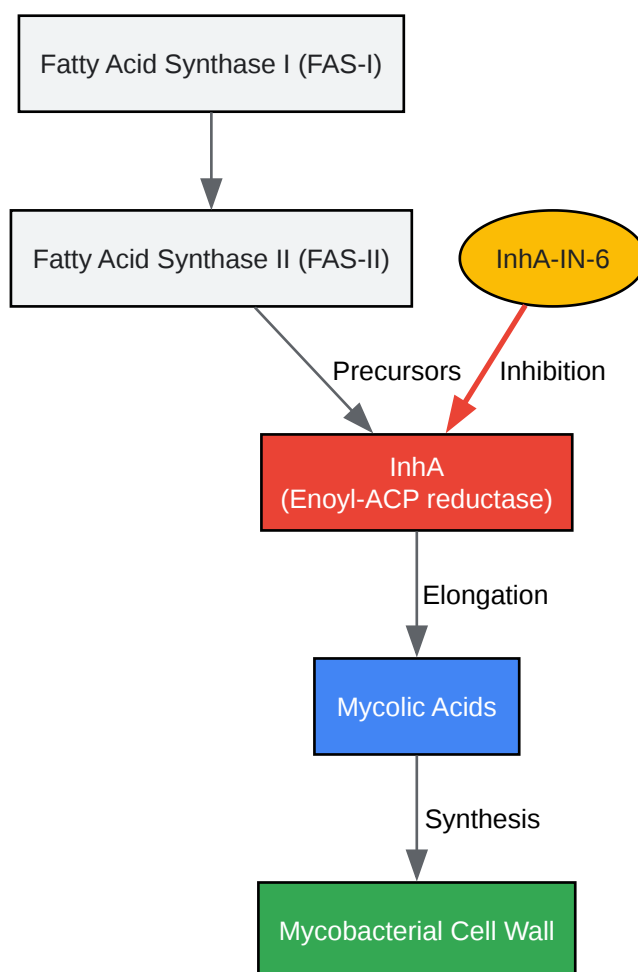 Fatty Acid Synthase I (FAS-I)
Fatty Acid Synthase II (FAS-II)
InhA-IN-6
Precursors
Inhibition
InhA
(Enoyl-ACP reductase)
Elongation
Mycolic Acids
Synthesis
Mycobacterial Cell Wall